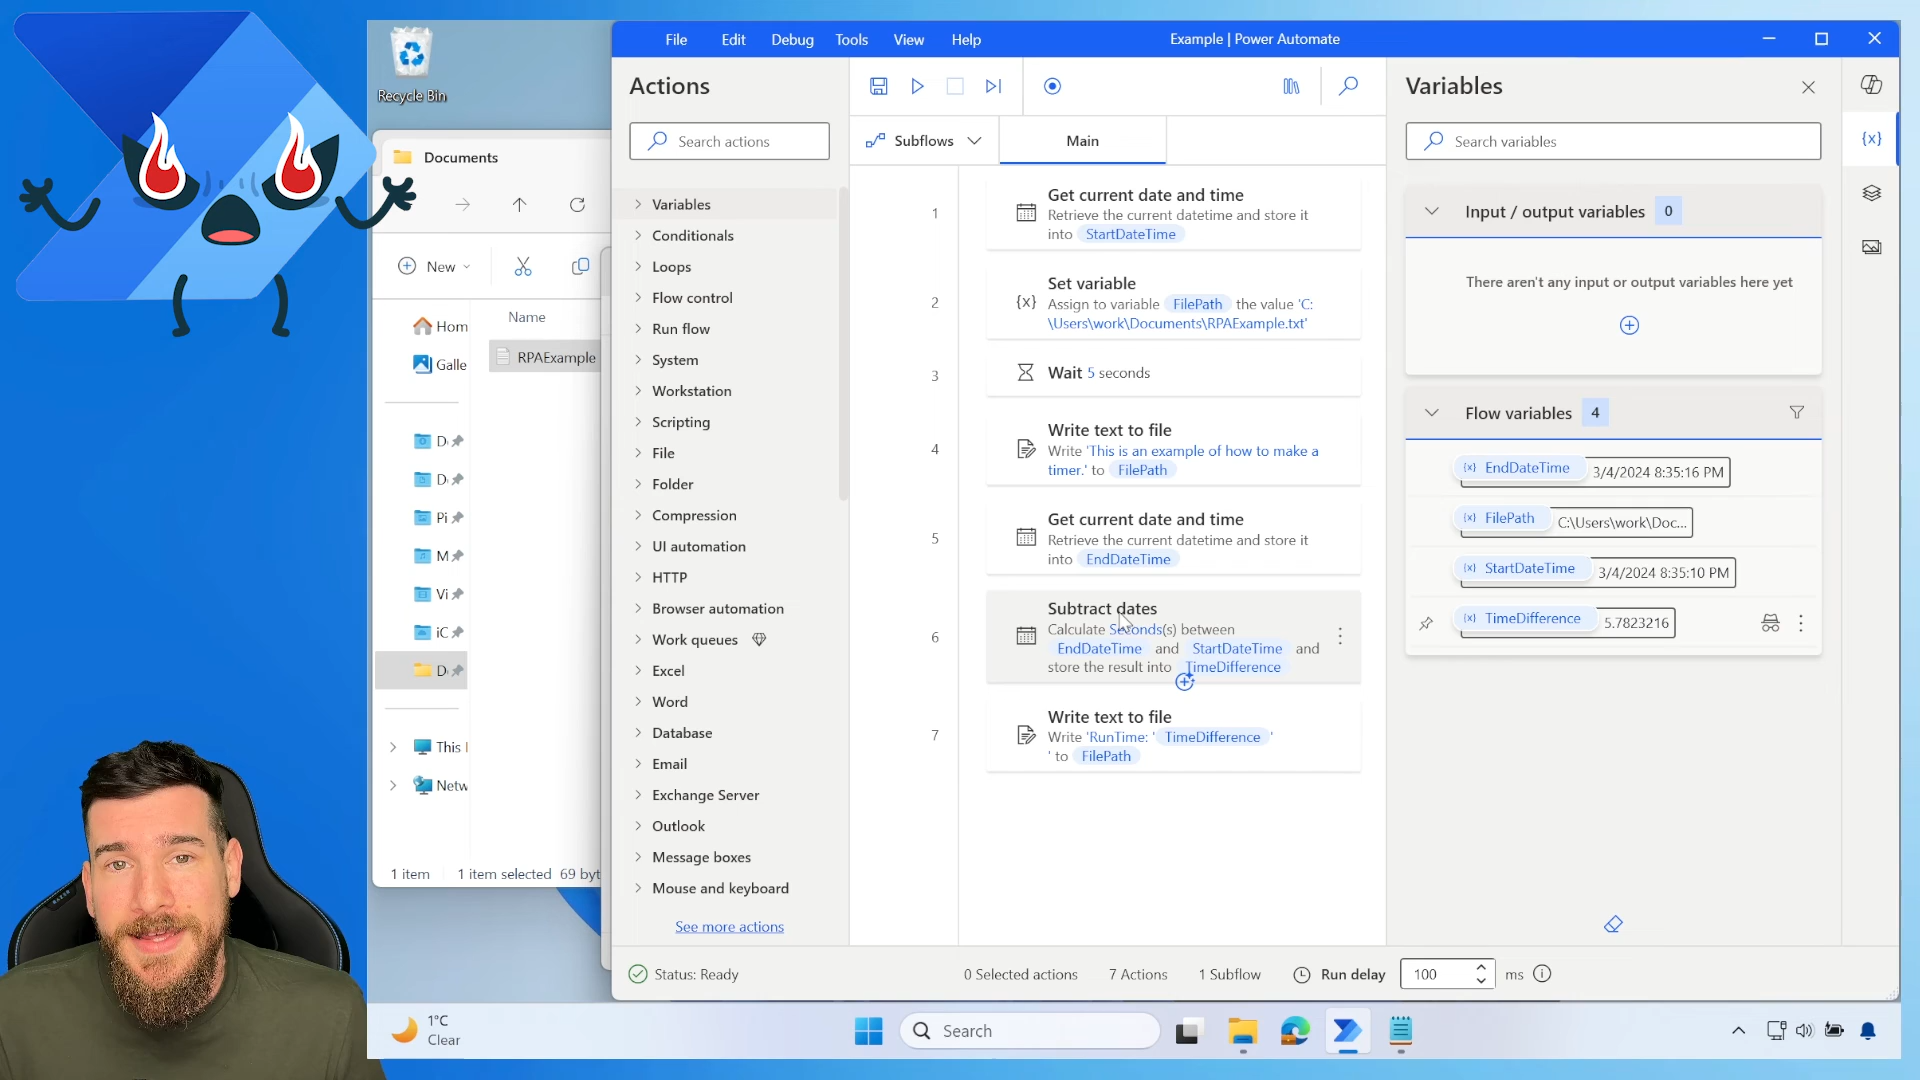 Recycle Bin
Documents
New
Name
Hom
RPAExample
Galle
D
D
Pi
M
Vi
iC
D
This
Netw
1 item
1 item selected
69 byt
File
Edit
Debug
Tools
View
Help
Example | Power Automate
Actions
Search actions
Variables
Conditionals
Loops
Flow control
Run flow
System
Workstation
Scripting
File
Folder
Compression
UI automation
HTTP
Browser automation
Work queues
Excel
Word
Database
Email
Exchange Server
Outlook
Message boxes
Mouse and keyboard
See more actions
Subflows
Main
1
Get current date and time
Retrieve the current datetime and store it
into StartDateTime
2
{x}
Set variable
Assign to variable FilePath the value 'C:
\Users\work\Documents\RPAExample.txt'
3
Wait 5 seconds
4
Write text to file
Write 'This is an example of how to make a
timer.' to FilePath
5
Get current date and time
Retrieve the current datetime and store it
into EndDateTime
6
Subtract dates
Calculate Seconds(s) between
EndDateTime and StartDateTime and
store the result into TimeDifference
7
Write text to file
Write 'RunTime: ' TimeDifference '
' to FilePath
Variables
{x}
Search variables
Input / output variables 0
There aren't any input or output variables here yet
Flow variables 4
(x) EndDateTime 3/4/2024 8:35:16 PM
(x) FilePath C:\Users\work\Doc...
(x) StartDateTime 3/4/2024 8:35:10 PM
(x) TimeDifference 5.7823216
Status: Ready
0 Selected actions
7 Actions
1 Subflow
Run delay
100
ms
1°C
Clear
Search